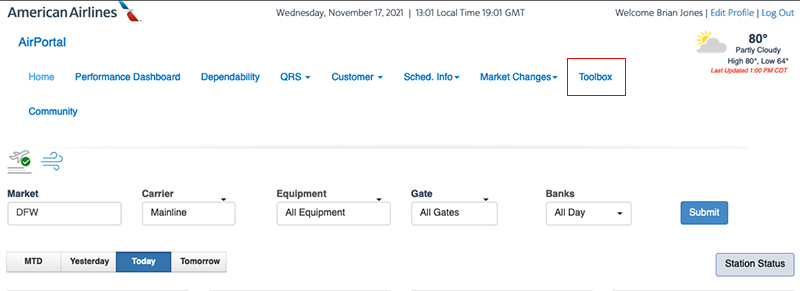 American Airlines
Wednesday, November 17, 2021 | 13:01 Local Time 19:01 GMT
Welcome Brian Jones | Edit Profile | Log Out
AirPortal
80°
Partly Cloudy
High 80°, Low 64°
Last Updated 1:00 PM CDT
Home Performance Dashboard Dependability QRS Customer Sched. Info Market Changes Toolbox
Community
Market Carrier Equipment Gate Banks
DFW Mainline All Equipment All Gates All Day Submit
MTD Yesterday Today Tomorrow Station Status